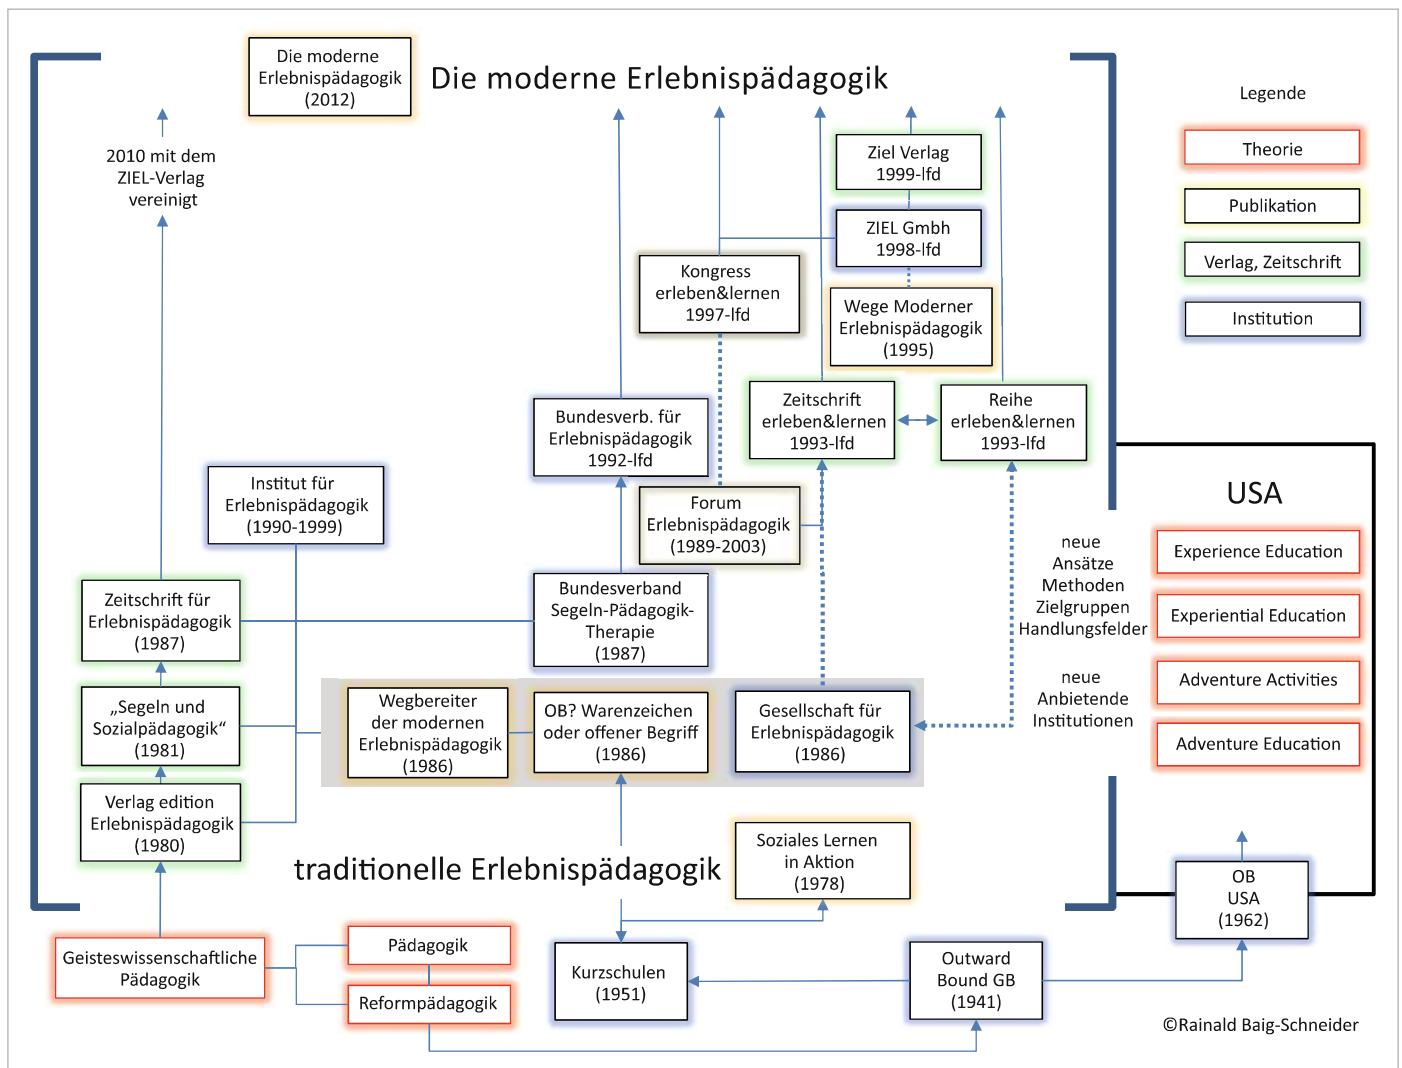 Die moderne
Erlebnispädagogik
(2012)
Die moderne Erlebnispädagogik
Legende
Theorie
Publikation
Verlag, Zeitschrift
Institution
2010 mit dem
ZIEL-Verlag
vereinigt
Ziel Verlag
1999-lfd
ZIEL Gmbh
1998-lfd
Kongress
erleben&lernen
1997-lfd
Wege Moderner
Erlebnispädagogik
(1995)
Zeitschrift
erleben&lernen
1993-lfd
Reihe
erleben&lernen
1993-lfd
Bundesverb. für
Erlebnispädagogik
1992-lfd
Institut für
Erlebnispädagogik
(1990-1999)
Forum
Erlebnispädagogik
(1989-2003)
Zeitschrift für
Erlebnispädagogik
(1987)
Bundesverband
Segeln-Pädagogik-
Therapie
(1987)
„Segeln und
Sozialpädagogik“
(1981)
Wegbereiter
der modernen
Erlebnispädagogik
(1986)
OB? Warenzeichen
oder offener Begriff
(1986)
Gesellschaft für
Erlebnispädagogik
(1986)
Verlag edition
Erlebnispädagogik
(1980)
traditionelle Erlebnispädagogik
Soziales Lernen
in Aktion
(1978)
neue
Ansätze
Methoden
Zielgruppen
Handlungsfelder
neue
Anbietende
Institutionen
USA
Experience Education
Experiential Education
Adventure Activities
Adventure Education
OB
USA
(1962)
Geisteswissenschaftliche
Pädagogik
Pädagogik
Reformpädagogik
Kurzschulen
(1951)
Outward
Bound GB
(1941)
©Rainald Baig-Schneider